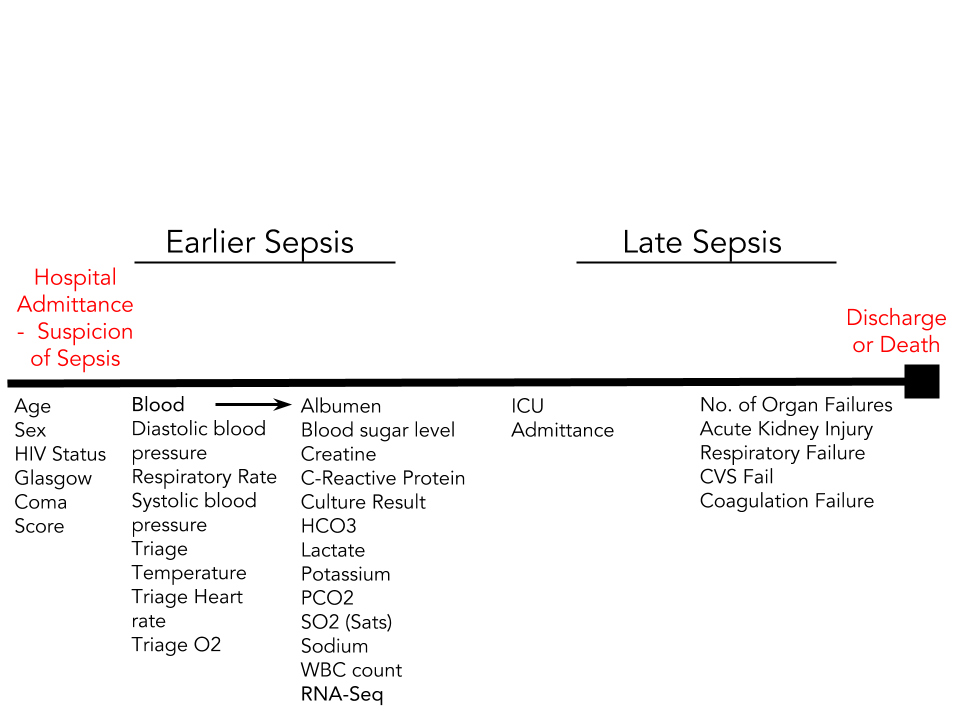 Earlier Sepsis
Late Sepsis
Hospital
Admittance
- Suspicion
of Sepsis
Discharge
or Death
Age
Sex
HIV Status
Glasgow
Coma
Score
Blood
Diastolic blood
pressure
Respiratory Rate
Systolic blood
pressure
Triage
Temperature
Triage Heart
rate
Triage O2
Albumen
Blood sugar level
Creatine
C-Reactive Protein
Culture Result
HCO3
Lactate
Potassium
PCO2
SO2 (Sats)
Sodium
WBC count
RNA-Seq
ICU
Admittance
No. of Organ Failures
Acute Kidney Injury
Respiratory Failure
CVS Fail
Coagulation Failure